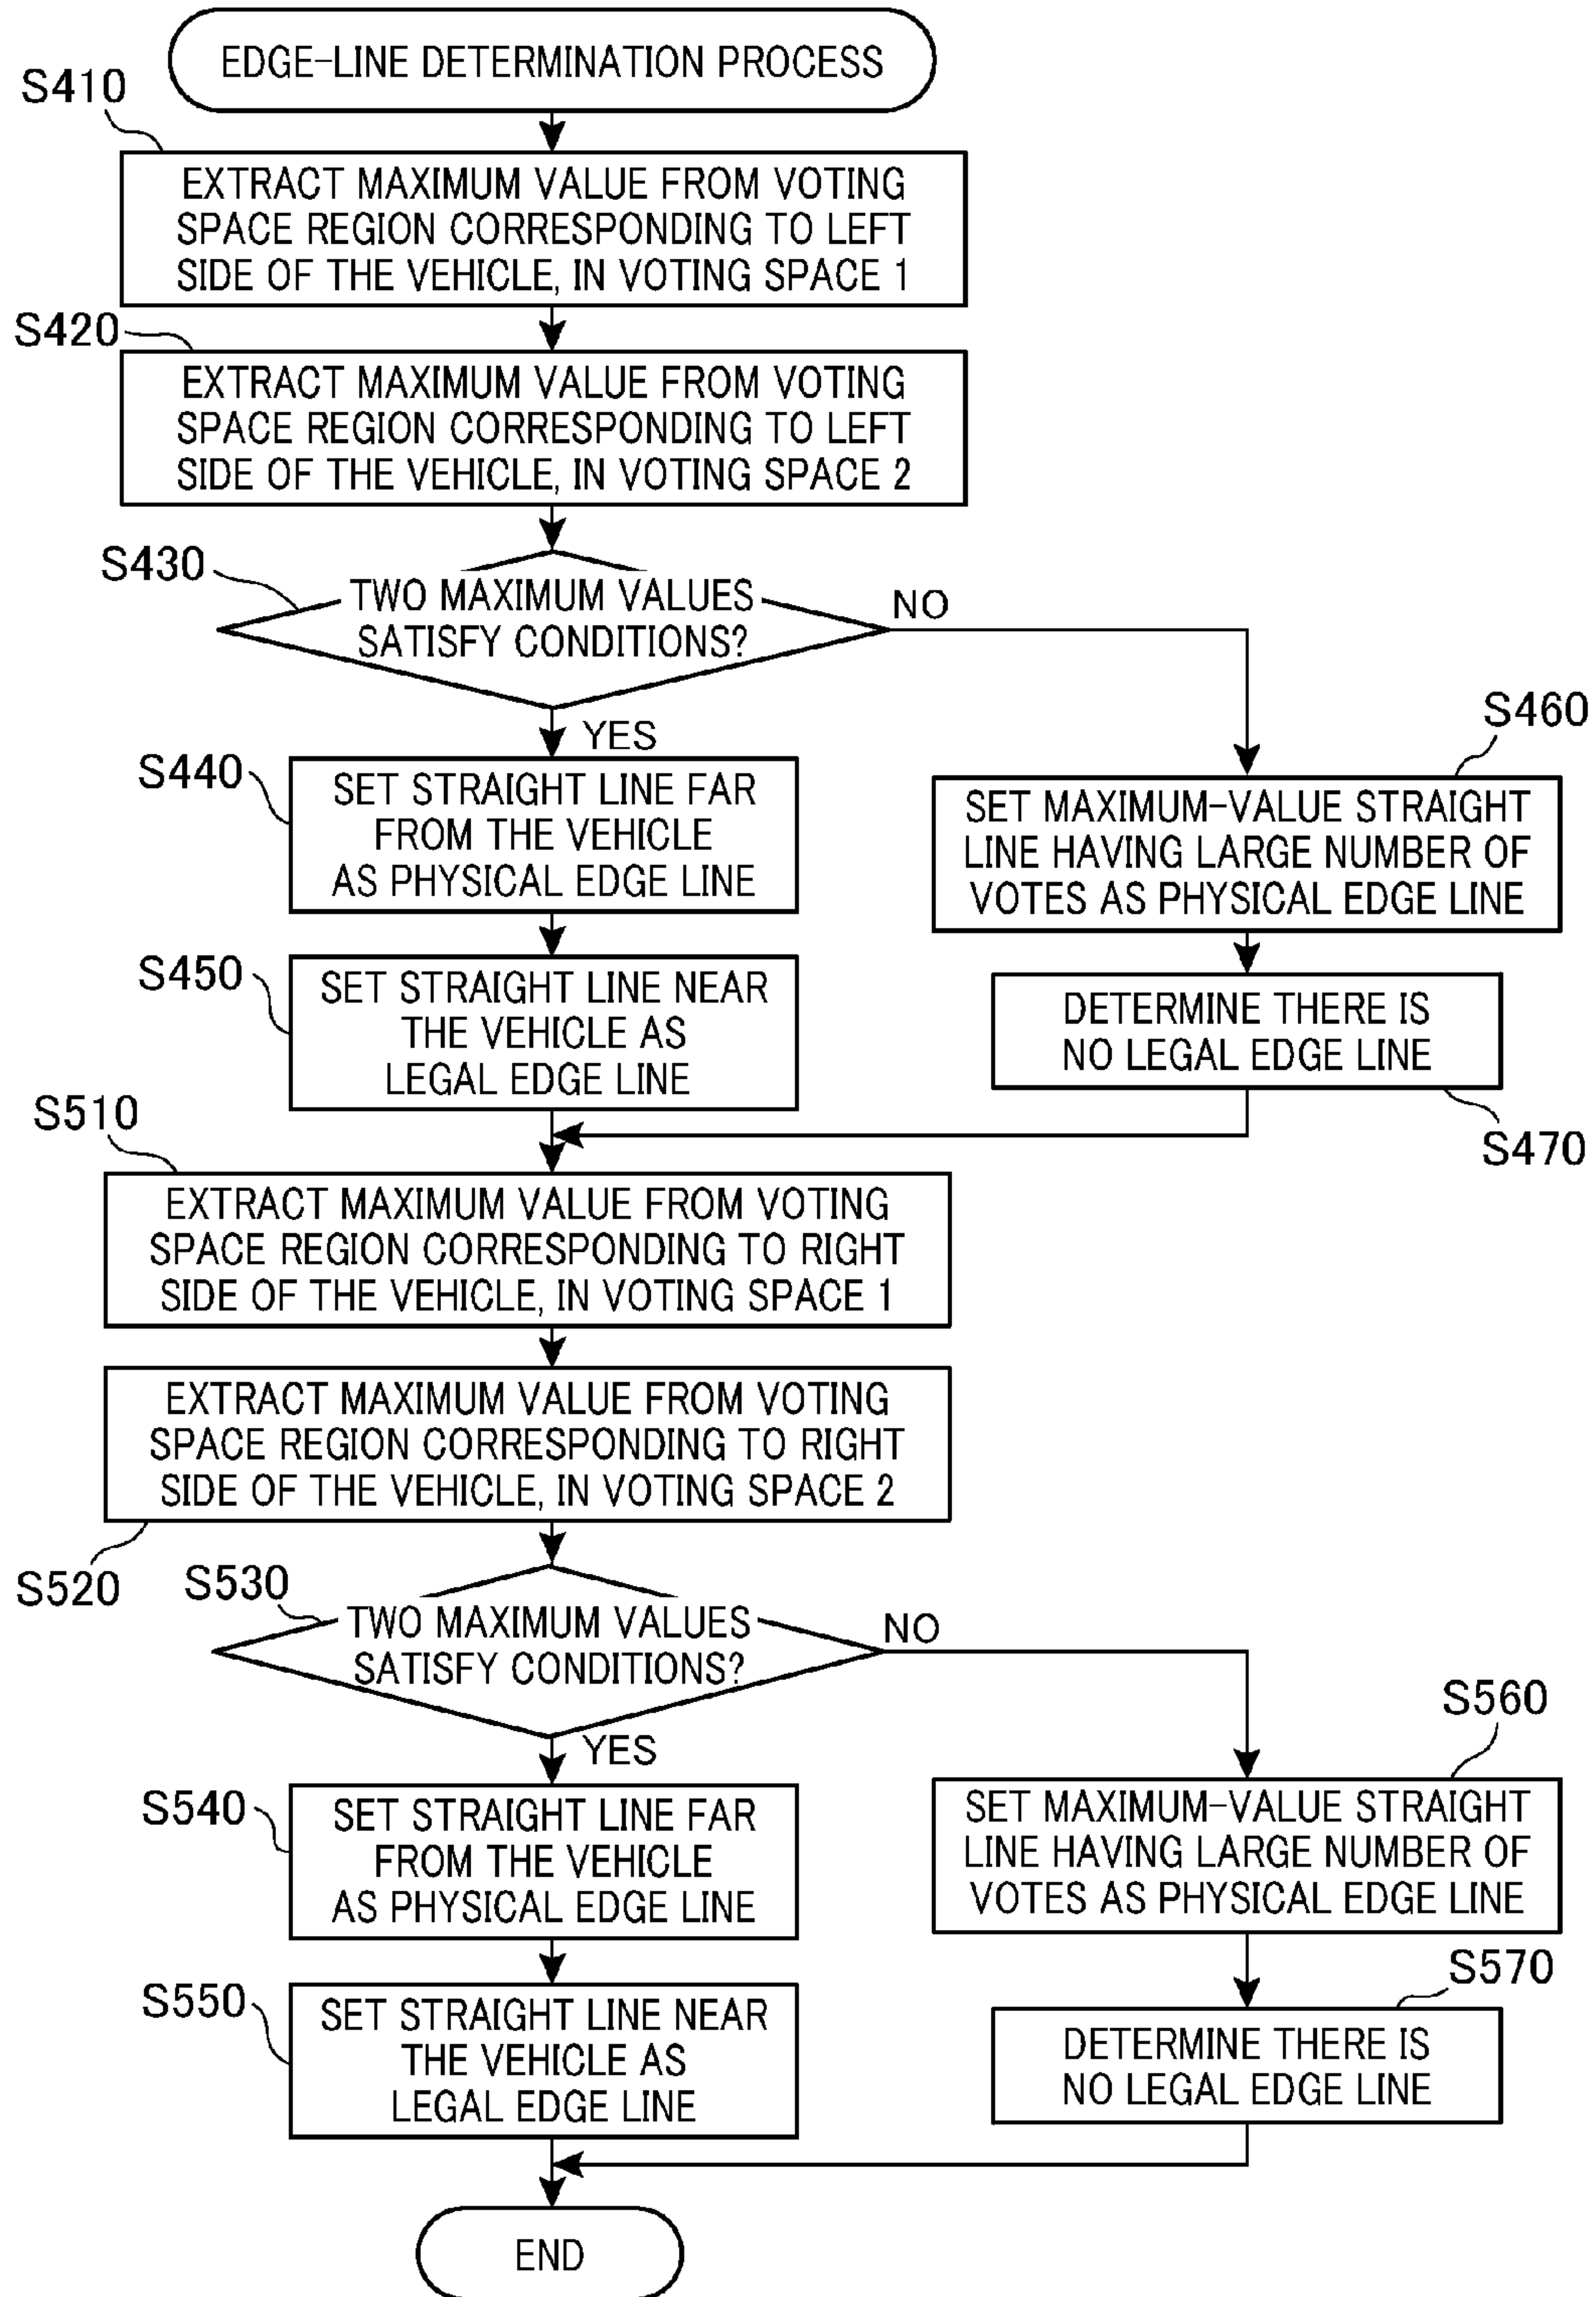 EDGE-LINE DETERMINATION PROCESS
S410
EXTRACT MAXIMUM VALUE FROM VOTING
SPACE REGION CORRESPONDING TO LEFT
SIDE OF THE VEHICLE, IN VOTING SPACE 1
S420
EXTRACT MAXIMUM VALUE FROM VOTING
SPACE REGION CORRESPONDING TO LEFT
SIDE OF THE VEHICLE, IN VOTING SPACE 2
S430
TWO MAXIMUM VALUES
SATISFY CONDITIONS?
NO
YES
S440
SET STRAIGHT LINE FAR
FROM THE VEHICLE
AS PHYSICAL EDGE LINE
S460
SET MAXIMUM-VALUE STRAIGHT
LINE HAVING LARGE NUMBER OF
VOTES AS PHYSICAL EDGE LINE
S450
SET STRAIGHT LINE NEAR
THE VEHICLE AS
LEGAL EDGE LINE
DETERMINE THERE IS
NO LEGAL EDGE LINE
S470
S510
EXTRACT MAXIMUM VALUE FROM VOTING
SPACE REGION CORRESPONDING TO RIGHT
SIDE OF THE VEHICLE, IN VOTING SPACE 1
EXTRACT MAXIMUM VALUE FROM VOTING
SPACE REGION CORRESPONDING TO RIGHT
SIDE OF THE VEHICLE, IN VOTING SPACE 2
S520
S530
TWO MAXIMUM VALUES
SATISFY CONDITIONS?
NO
YES
S540
SET STRAIGHT LINE FAR
FROM THE VEHICLE
AS PHYSICAL EDGE LINE
S560
SET MAXIMUM-VALUE STRAIGHT
LINE HAVING LARGE NUMBER OF
VOTES AS PHYSICAL EDGE LINE
S550
SET STRAIGHT LINE NEAR
THE VEHICLE AS
LEGAL EDGE LINE
S570
DETERMINE THERE IS
NO LEGAL EDGE LINE
END